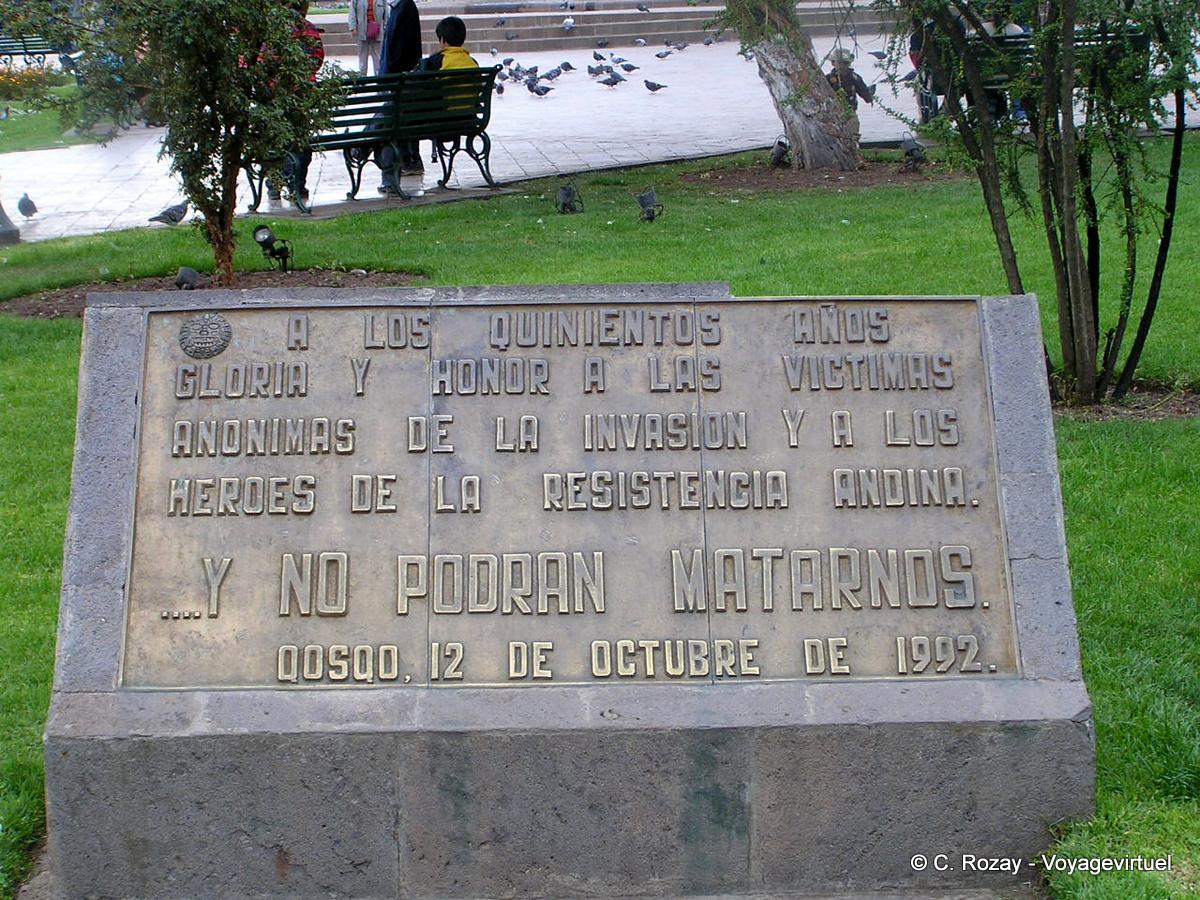 A LOS QUINIENTOS AÑOS
GLORIA Y HONOR A LAS VICTIMAS
ANONIMAS DE LA INVASIÓN Y A LOS
HEROES DE LA RESISTENCIA ANDINA.
....Y NO PODRAN MATARNOS.
QOSQO, 12 DE OCTUBRE DE 1992.
© C. Rozay - Voyagevirtuel